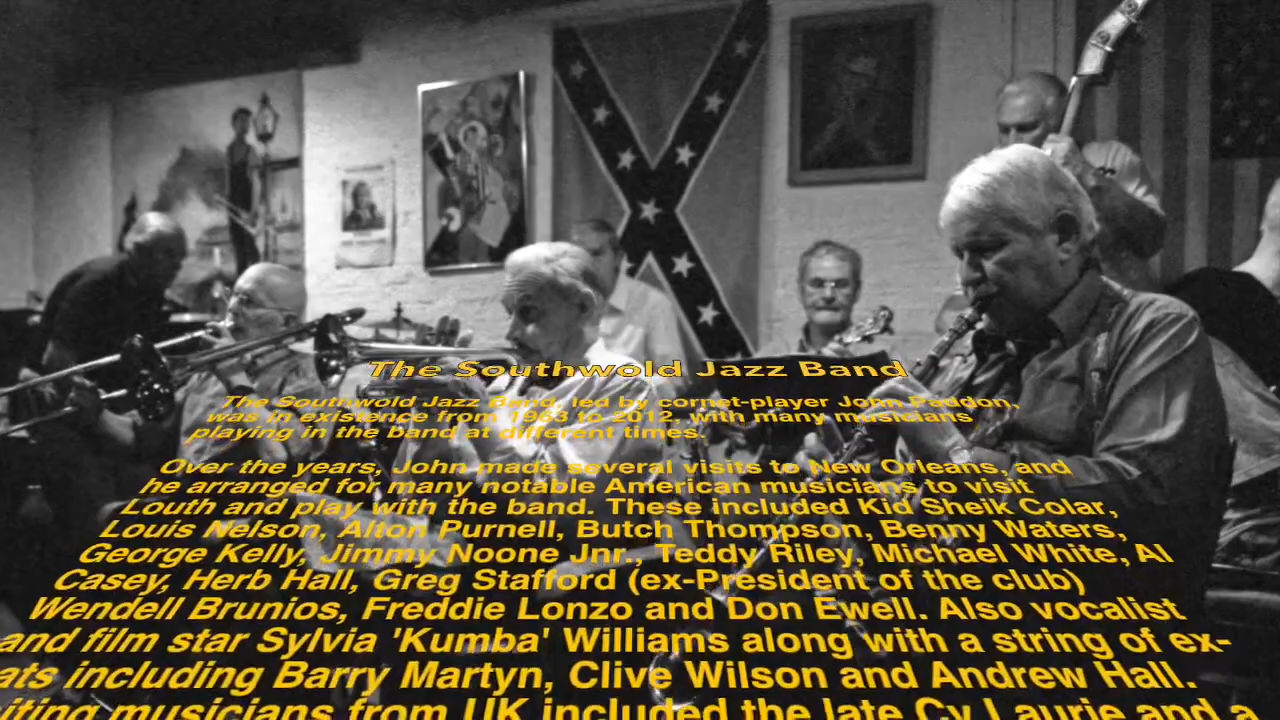 The Southwold Jazz Band
The Southwold Jazz Band, led by cornet-player John Paddon,
was in existence from 1963 to 2012, with many musicians
playing in the band at different times.
Over the years, John made several visits to New Orleans, and
he arranged for many notable American musicians to visit
Louth and play with the band. These included Kid Sheik Colar,
Louis Nelson, Alton Purnell, Butch Thompson, Benny Waters,
George Kelly, Jimmy Noone Jnr., Teddy Riley, Michael White, Al
Casey, Herb Hall, Greg Stafford (ex-President of the club)
Wendell Brunios, Freddie Lonzo and Don Ewell. Also vocalist
and film star Sylvia 'Kumba' Williams along with a string of ex-
ats including Barry Martyn, Clive Wilson and Andrew Hall.
iting musicians from UK included the late Cy Laurie and a